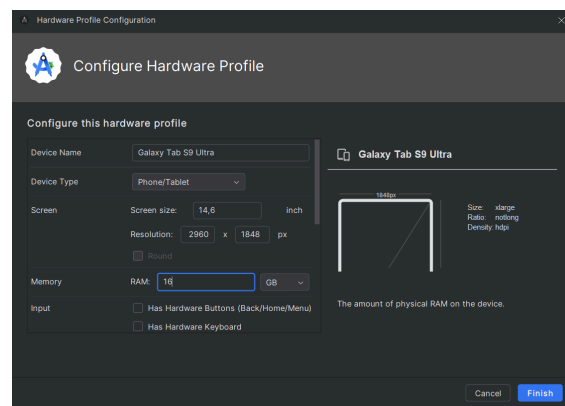 Hardware Profile Configuration
Configure Hardware Profile
Configure this hardware profile
Device Name Galaxy Tab S9 Ultra
Device Type Phone/Tablet
Screen Screen size: 14,6 inch
Resolution: 2960 x 1848 px
Round
Memory RAM: 16 GB
Input Has Hardware Buttons (Back/Home/Menu)
Has Hardware Keyboard
Galaxy Tab S9 Ultra
1848px
Size: xlarge
Ratio: notlong
Density: hdpi
The amount of physical RAM on the device.
Cancel Finish